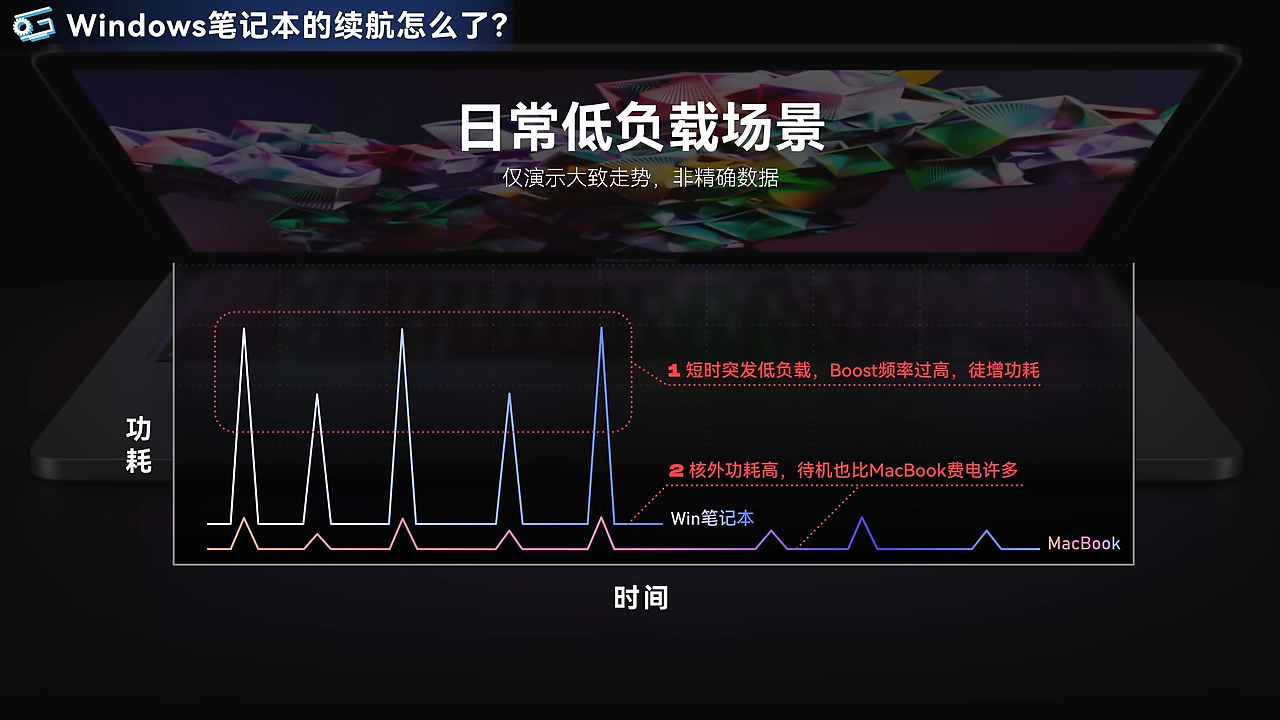 Windows笔记本的续航怎么了？
日常低负载场景
仅演示大致走势，非精确数据
1 短时突发低负载，Boost频率过高，徒增功耗
功耗
2 核外功耗高，待机也比MacBook费电许多
Win笔记本
MacBook
时间